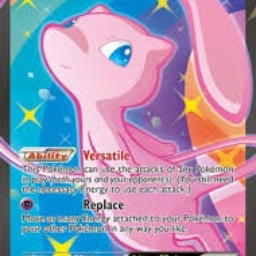 Ability Versatile
This Pokémon can use the attacks of any Pokémon
in play (both yours and your opponent's). (You still need
the necessary Energy to use each attack.)
Replace
Move as many Energy attached to your Pokémon to
your other Pokémon in any way you like.